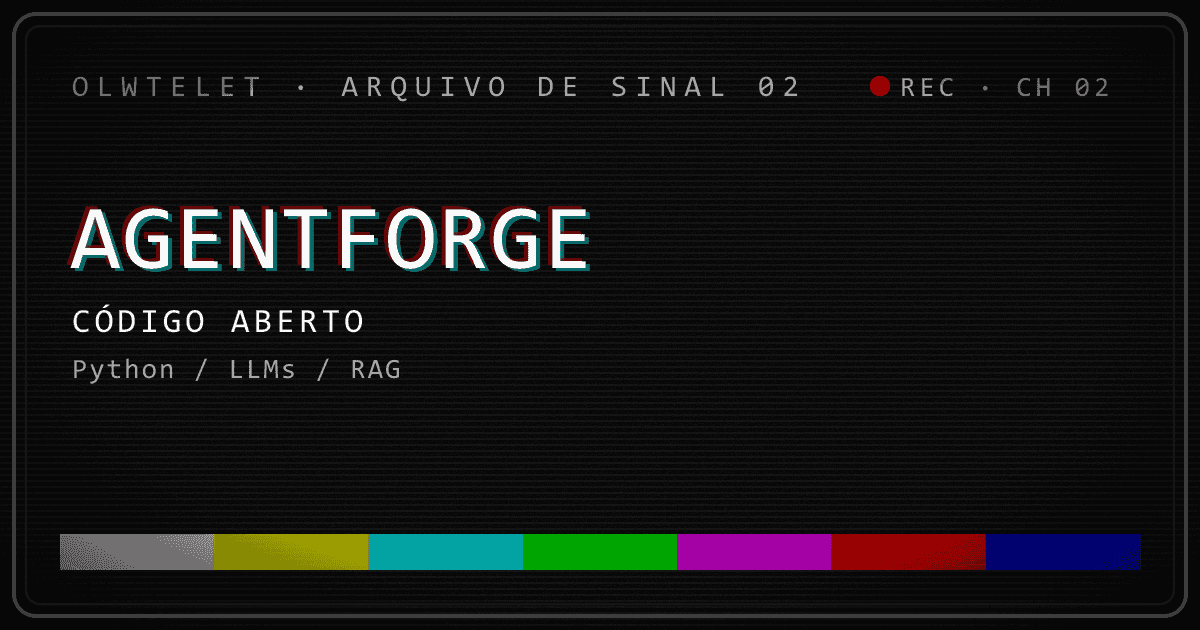 OLWTELET · ARQUIVO DE SINAL 02 REC · CH 02
AGENTFORGE
CÓDIGO ABERTO
Python / LLMs / RAG